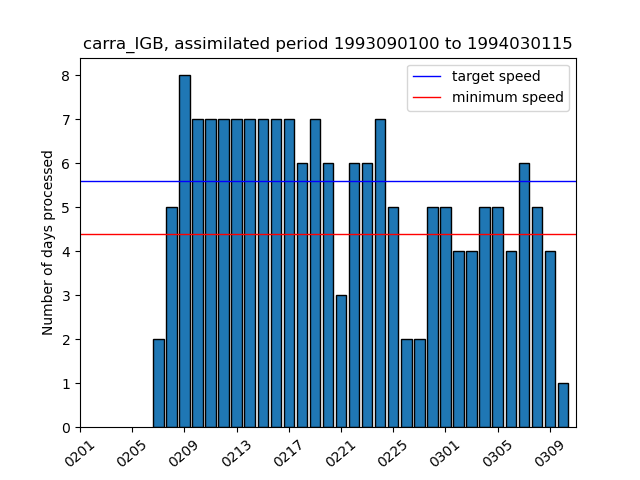 carra_IGB, assimilated period 1993090100 to 1994030115
target speed
minimum speed
Number of days processed
8
7
6
5
4
3
2
1
0
0201 0205 0209 0213 0217 0221 0225 0301 0305 0309